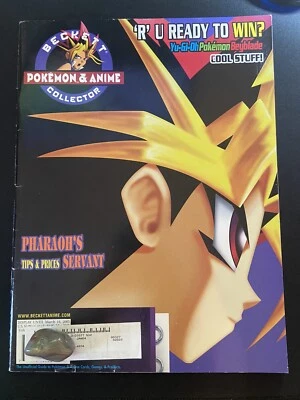 BECKETT
POKÉMON & ANIME
COLLECTOR
'R' U READY TO WIN?
Yu-Gi-Oh Pokémon Beyblade
COOL STUFF!
PHARAOH'S
TIPS & PRICES SERVANT
WWW.BECKETTANIME.COM